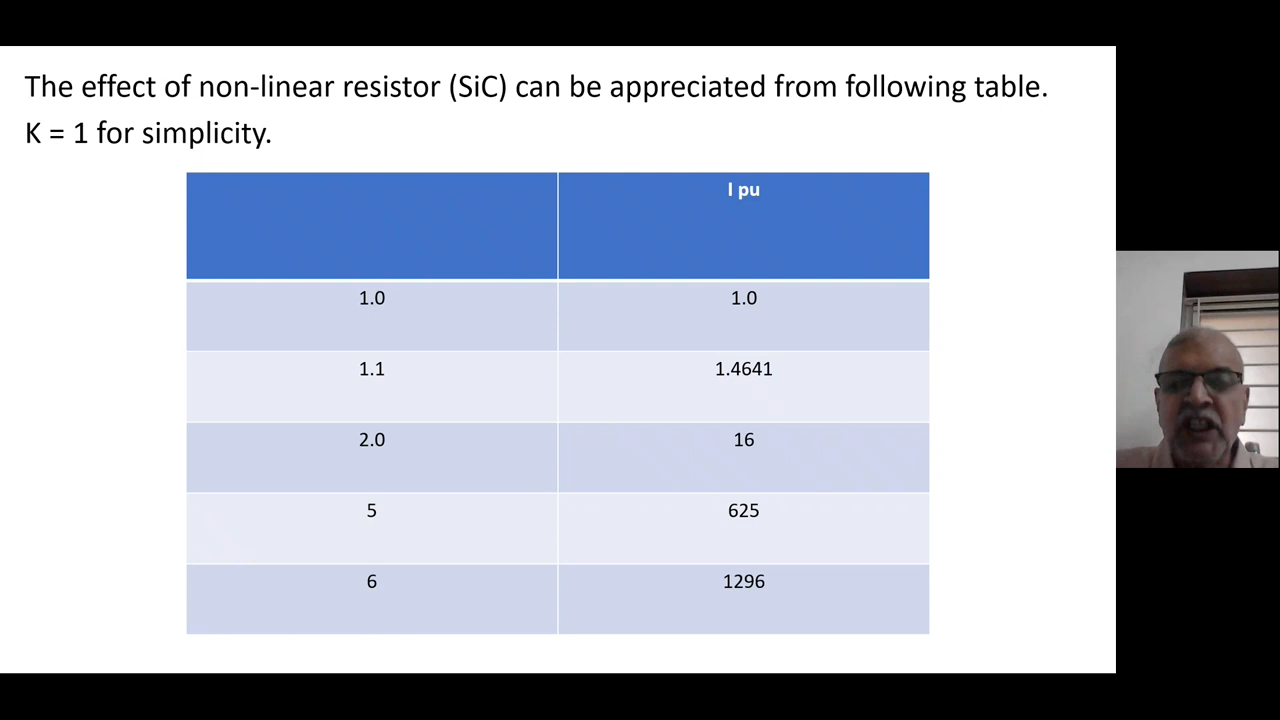 The effect of non-linear resistor (SiC) can be appreciated from following table.
K = 1 for simplicity.
I pu
1.0 1.0
1.1 1.4641
2.0 16
5 625
6 1296